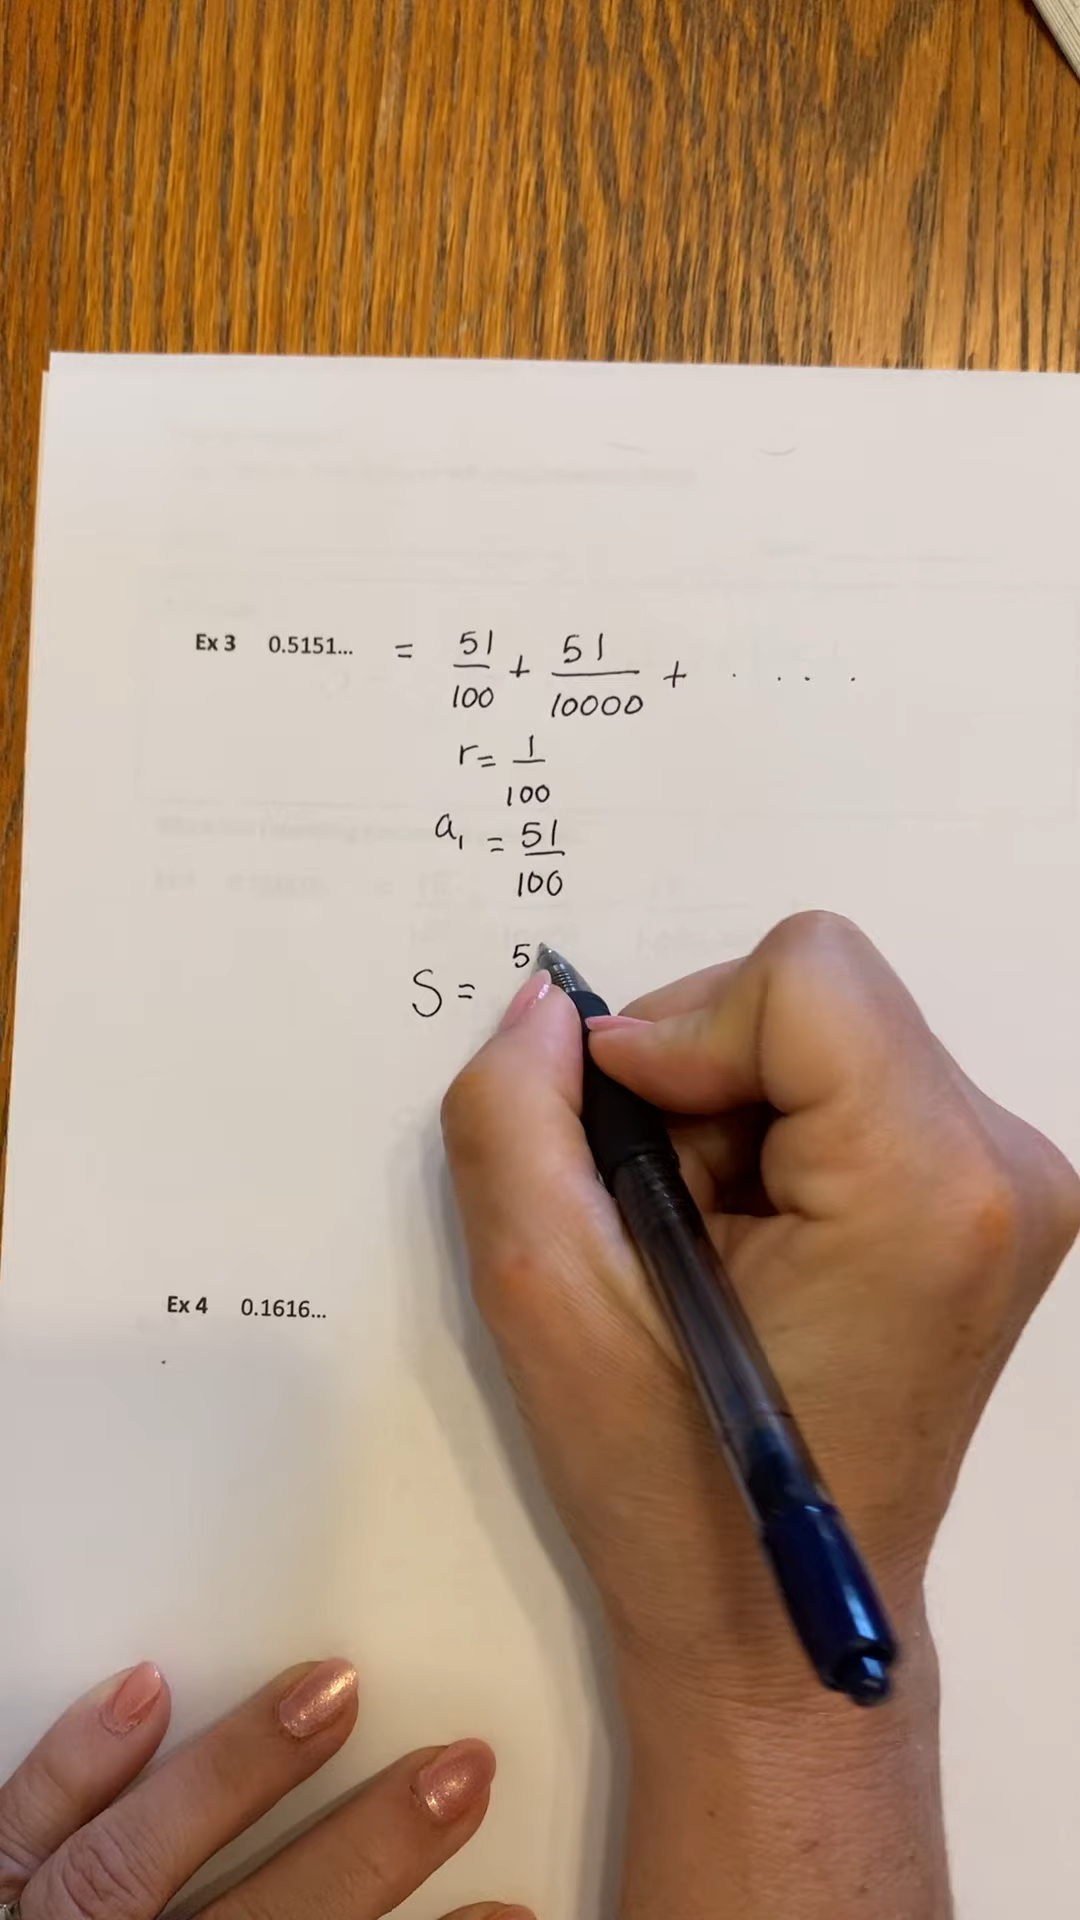 Ex 3 0.5151... = 51/100 + 51/10000 + . . . .
r = 1/100
a₁ = 51/100
S = 5
Ex 4 0.1616...